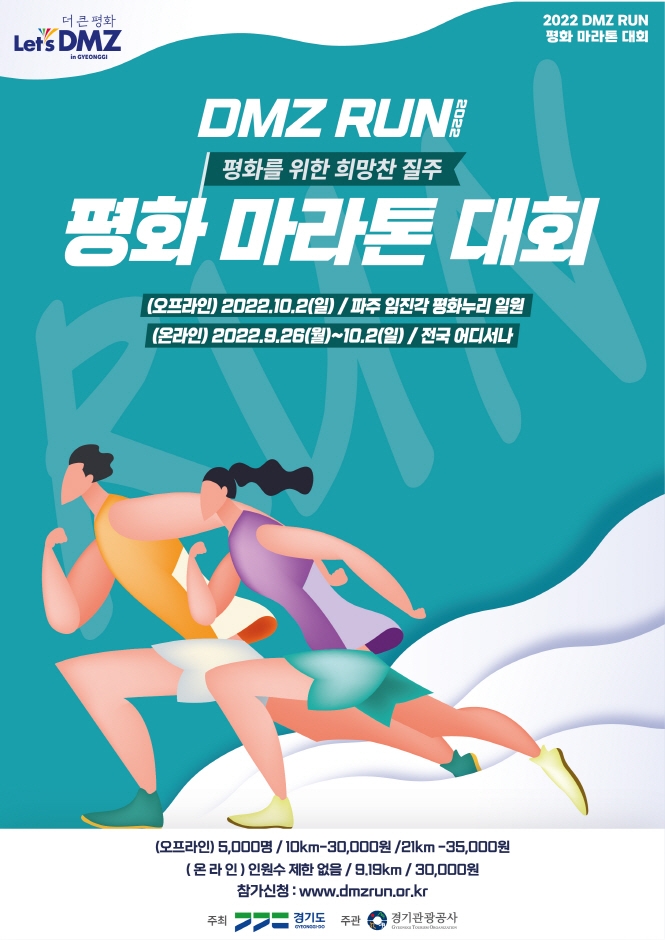 더 큰 평화
Let's DMZ
in GYEONGGI
2022 DMZ RUN
평화 마라톤 대회
DMZ RUN 2022
평화를 위한 희망찬 질주
평화 마라톤 대회
(오프라인) 2022.10.2(일) / 파주 임진각 평화누리 일원
(온라인) 2022.9.26(월)~10.2(일) / 전국 어디서나
RUN
(오프라인) 5,000명 / 10km-30,000원 /21km -35,000원
( 온 라 인 ) 인원수 제한 없음 / 9.19km / 30,000원
참가신청 : www.dmzrun.or.kr
주최 경기도 GYEONGGI-DO 주관 경기관광공사 GYEONGGI TOURISM ORGANIZATION